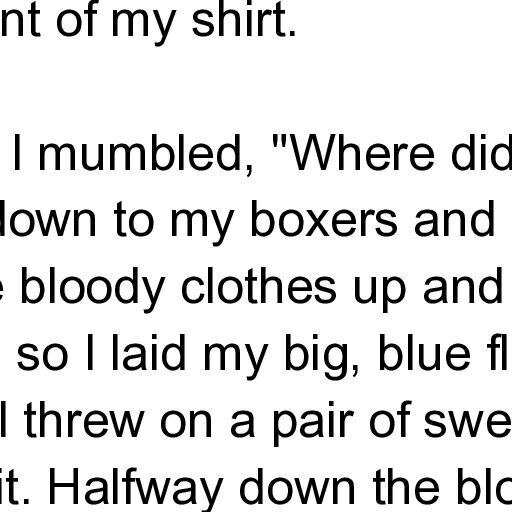 nt of my shirt.
I mumbled, "Where did
down to my boxers and
bloody clothes up and
so I laid my big, blue fl
I threw on a pair of swe
it. Halfway down the blo